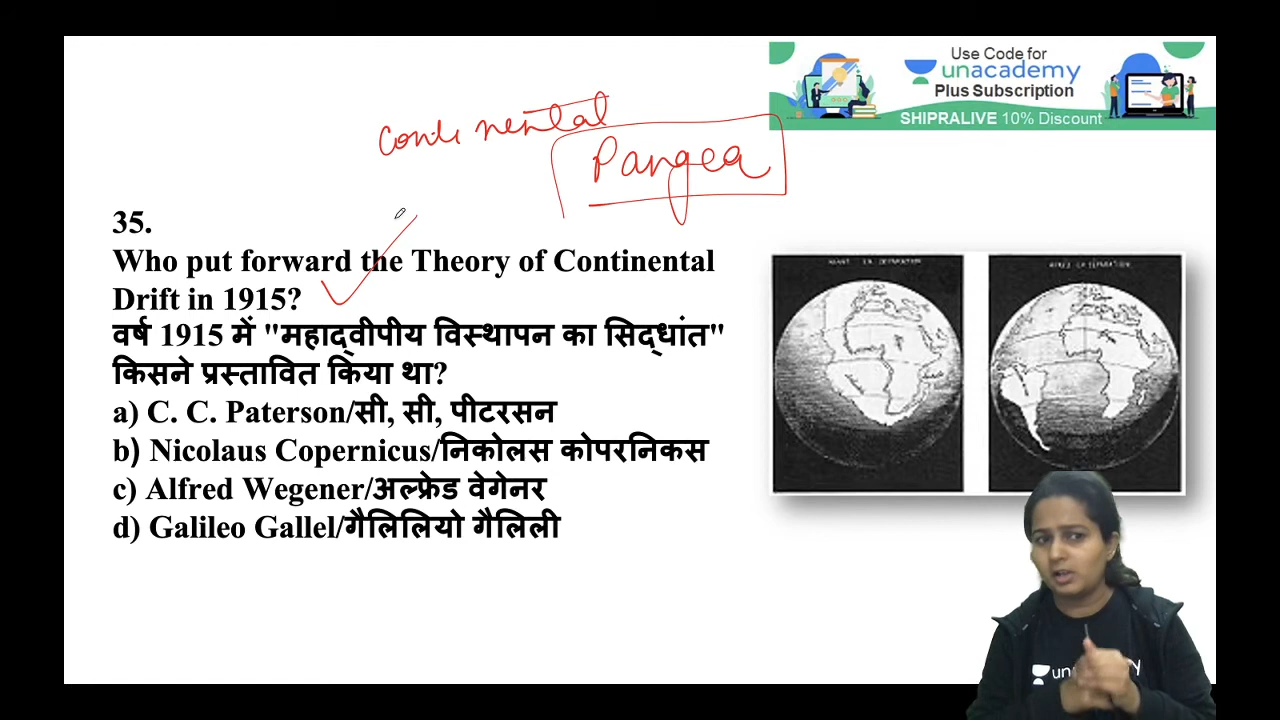 Use Code for
unacademy
Plus Subscription
SHIPRALIVE 10% Discount
continental
Pangea
35.
Who put forward the Theory of Continental
Drift in 1915?
वर्ष 1915 में "महाद्वीपीय विस्थापन का सिद्धांत"
किसने प्रस्तावित किया था?
a) C. C. Paterson/सी, सी, पीटरसन
b) Nicolaus Copernicus/निकोलस कोपरनिकस
c) Alfred Wegener/अल्फ्रेड वेगेनर
d) Galileo Gallel/गैलिलियो गैलिली